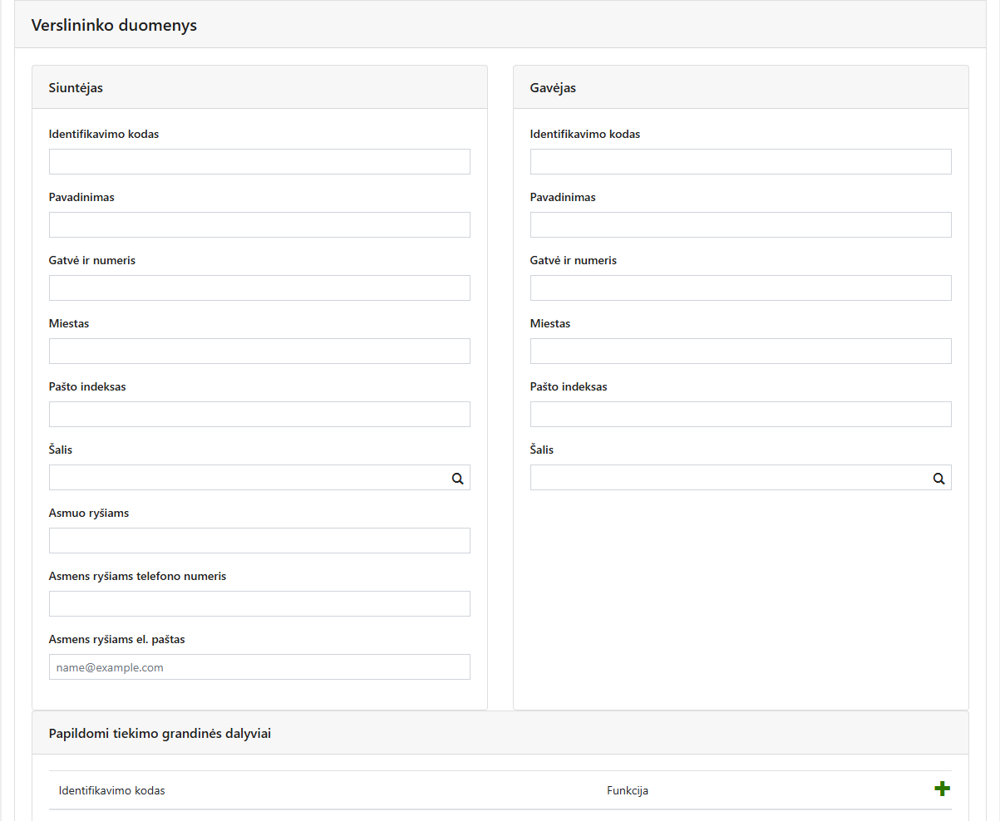 Verslininko duomenys
Siuntėjas
Identifikavimo kodas
Pavadinimas
Gatvė ir numeris
Miestas
Pašto indeksas
Šalis
Asmuo ryšiams
Asmens ryšiams telefono numeris
Asmens ryšiams el. paštas
name@example.com
Gavėjas
Identifikavimo kodas
Pavadinimas
Gatvė ir numeris
Miestas
Pašto indeksas
Šalis
Papildomi tiekimo grandinės dalyviai
Identifikavimo kodas Funkcija